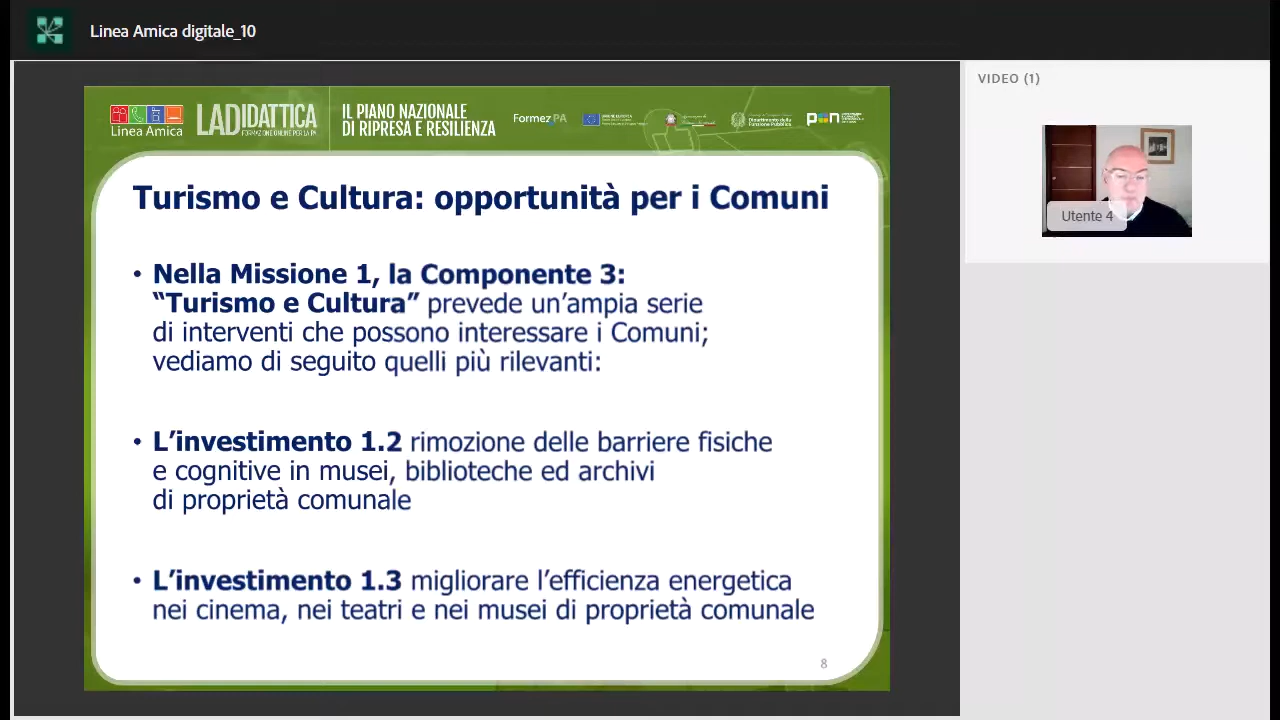 Linea Amica digitale_10
VIDEO (1)
Linea Amica
LADIDATTICA
FORMAZIONE ONLINE PER LA PA
IL PIANO NAZIONALE
DI RIPRESA E RESILIENZA
Formez PA
Dipartimento della
Funzione Pubblica
Utente 4
Turismo e Cultura: opportunità per i Comuni
• Nella Missione 1, la Componente 3:
“Turismo e Cultura” prevede un’ampia serie
di interventi che possono interessare i Comuni;
vediamo di seguito quelli più rilevanti:
• L’investimento 1.2 rimozione delle barriere fisiche
e cognitive in musei, biblioteche ed archivi
di proprietà comunale
• L’investimento 1.3 migliorare l’efficienza energetica
nei cinema, nei teatri e nei musei di proprietà comunale
8